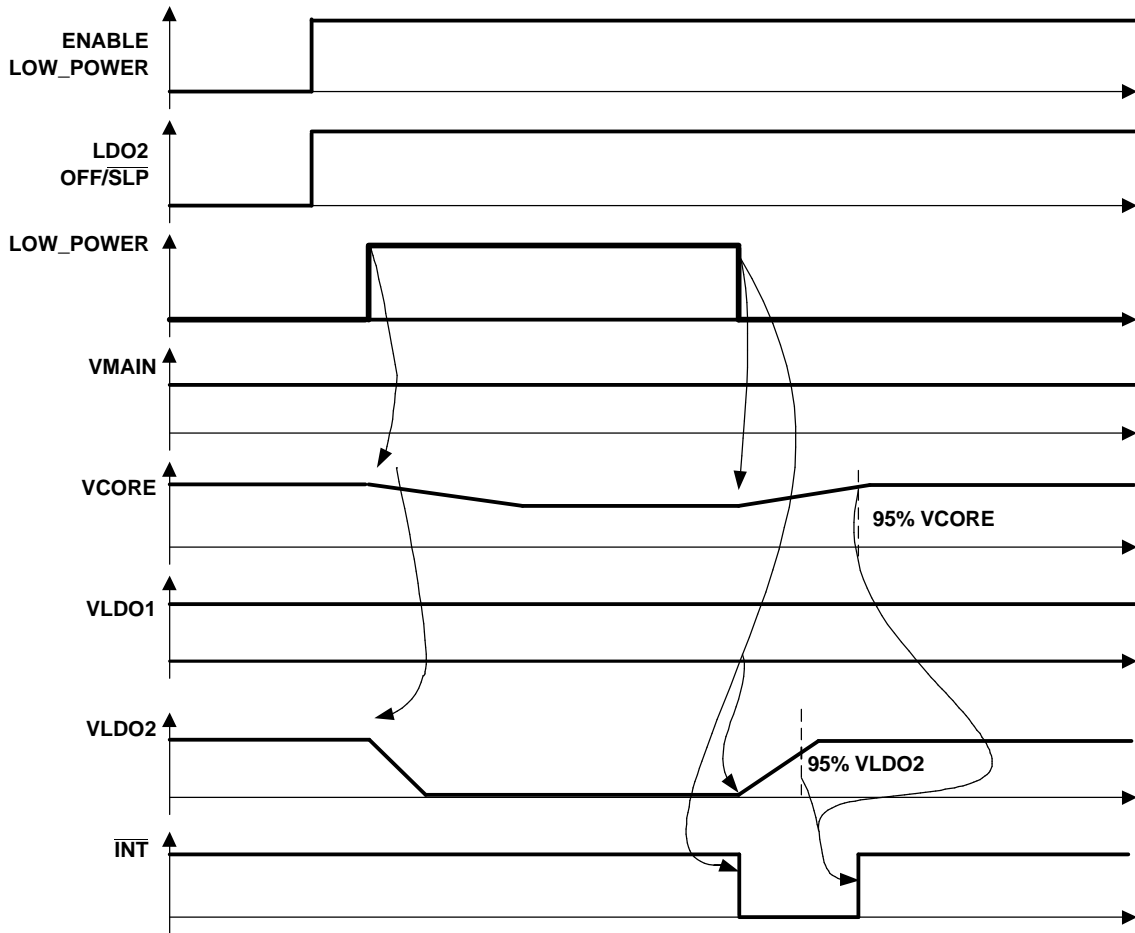 ENABLE
LOW_POWER
LDO2
OFF/SLP
LOW_POWER
VMAIN
VCORE
95% VCORE
VLDO1
VLDO2
95% VLDO2
INT